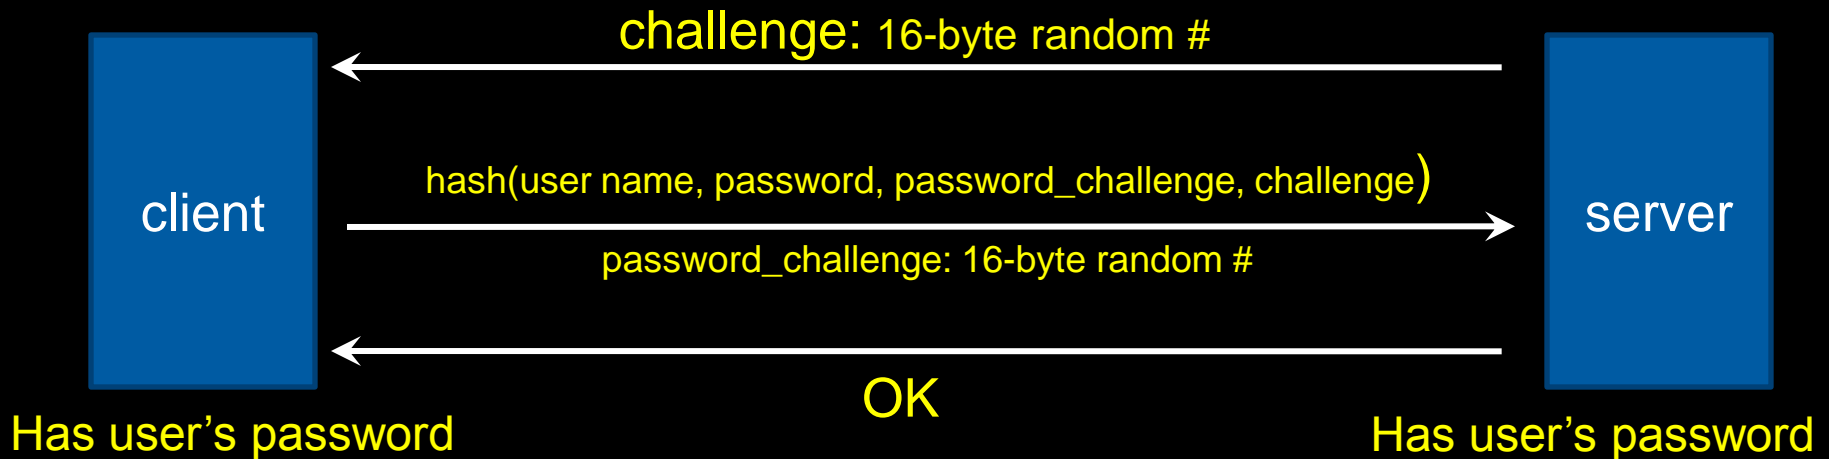 challenge: 16-byte random #
hash(user name, password, password_challenge, challenge)
client
server
password_challenge: 16-byte random #
OK
Has user’s password
Has user’s password